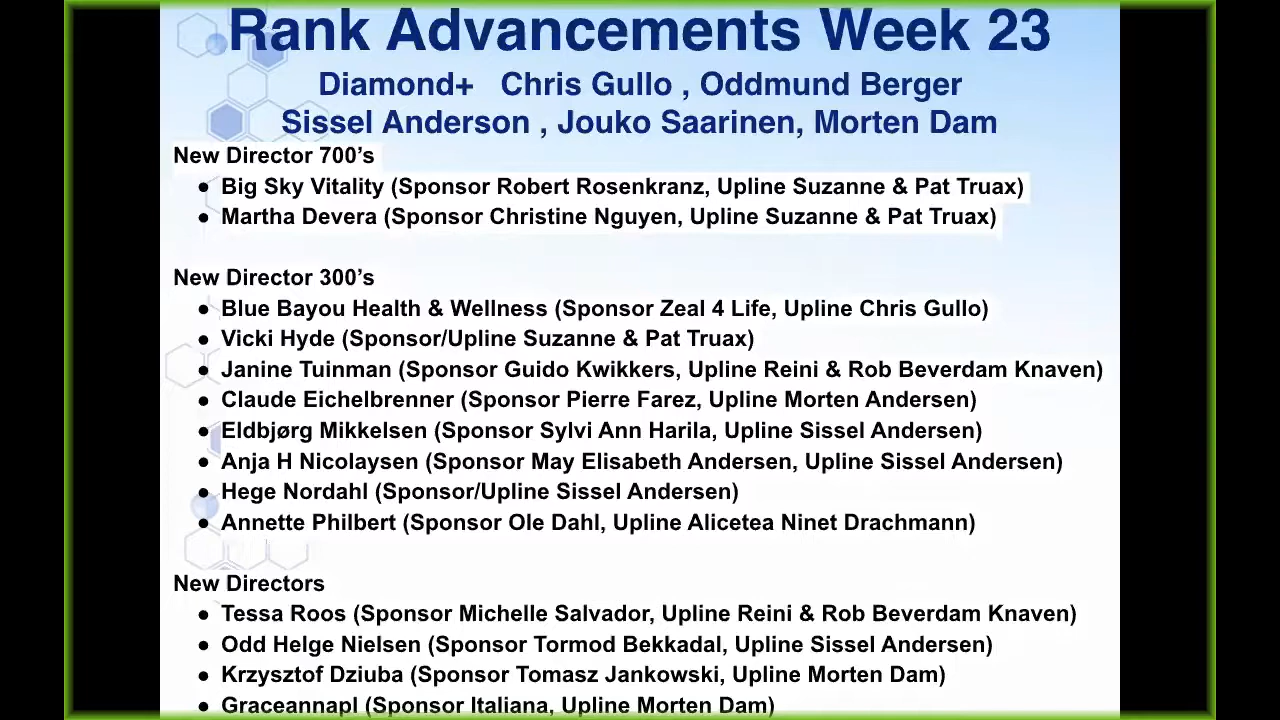 Rank Advancements Week 23
Diamond+ Chris Gullo , Oddmund Berger
Sissel Anderson , Jouko Saarinen, Morten Dam
New Director 700’s
● Big Sky Vitality (Sponsor Robert Rosenkranz, Upline Suzanne & Pat Truax)
● Martha Devera (Sponsor Christine Nguyen, Upline Suzanne & Pat Truax)
New Director 300’s
● Blue Bayou Health & Wellness (Sponsor Zeal 4 Life, Upline Chris Gullo)
● Vicki Hyde (Sponsor/Upline Suzanne & Pat Truax)
● Janine Tuinman (Sponsor Guido Kwikkers, Upline Reini & Rob Beverdam Knaven)
● Claude Eichelbrenner (Sponsor Pierre Farez, Upline Morten Andersen)
● Eldbjørg Mikkelsen (Sponsor Sylvi Ann Harila, Upline Sissel Andersen)
● Anja H Nicolaysen (Sponsor May Elisabeth Andersen, Upline Sissel Andersen)
● Hege Nordahl (Sponsor/Upline Sissel Andersen)
● Annette Philbert (Sponsor Ole Dahl, Upline Alicetea Ninet Drachmann)
New Directors
● Tessa Roos (Sponsor Michelle Salvador, Upline Reini & Rob Beverdam Knaven)
● Odd Helge Nielsen (Sponsor Tormod Bekkadal, Upline Sissel Andersen)
● Krzysztof Dziuba (Sponsor Tomasz Jankowski, Upline Morten Dam)
● Graceannapl (Sponsor Italiana, Upline Morten Dam)